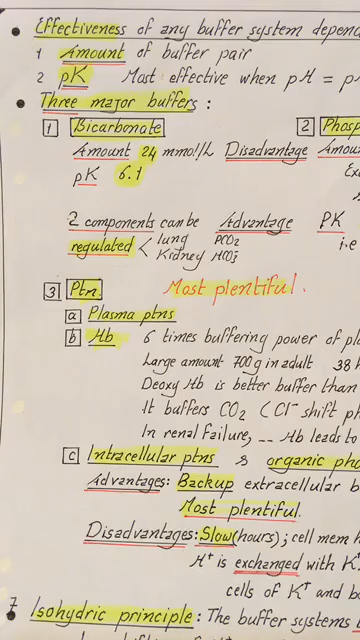 Effectiveness of any buffer system depend
1 Amount of buffer pair
2 pK Most effective when pH = p
Three major buffers :
1 Bicarbonate 2 Phosp
Amount 24 mmol/L Disadvantage Amou
pK 6.1
2 components can be Advantage PK
regulated < lung PCO2 i.e
Kidney HCO3
3 Ptn. Most plentiful.
a Plasma ptns
b Hb 6 times buffering power of pla
Large amount 700 g in adult 38 h
Deoxy Hb is better buffer than
It buffers CO2 (Cl⁻ shift ph
In renal failure, -- Hb leads to
c Intracellular ptns & organic pho
Advantages: Backup extracellular b
Most plentiful.
Disadvantages: Slow (hours) ; cell mem h
H⁺ is exchanged with K⁺
cells of K⁺ and bo
7 Isohydric principle : The buffer systems o